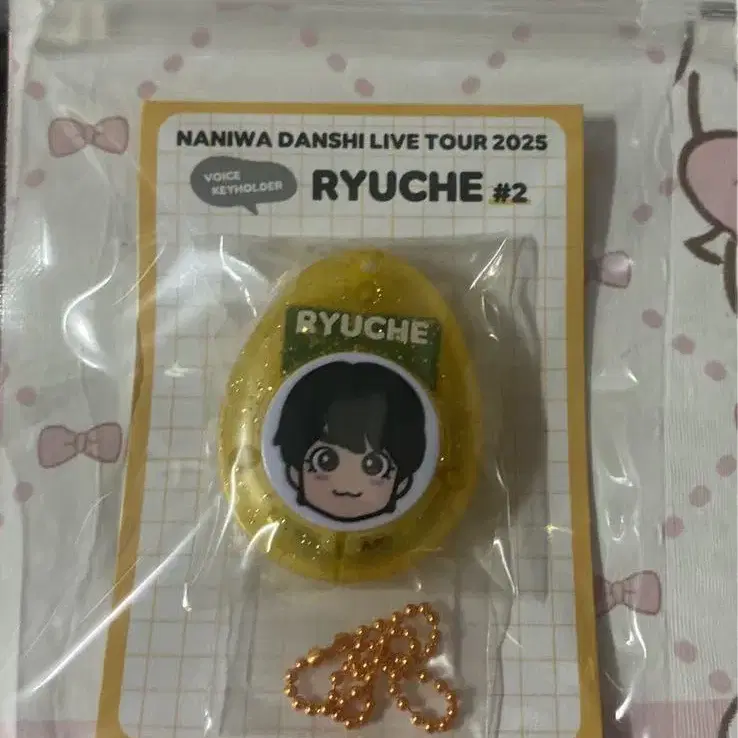 NANIWA DANSHI LIVE TOUR 2025
VOICE
KEYHOLDER
RYUCHE #2
RYUCHE